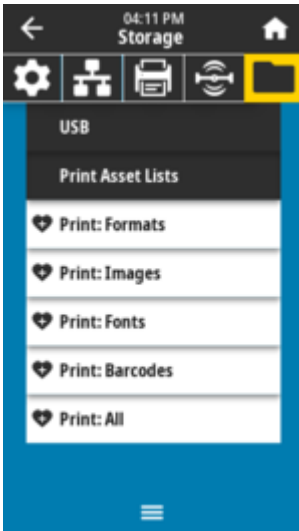 04:11 PM
Storage
USB
Print Asset Lists
Print: Formats
Print: Images
Print: Fonts
Print: Barcodes
Print: All